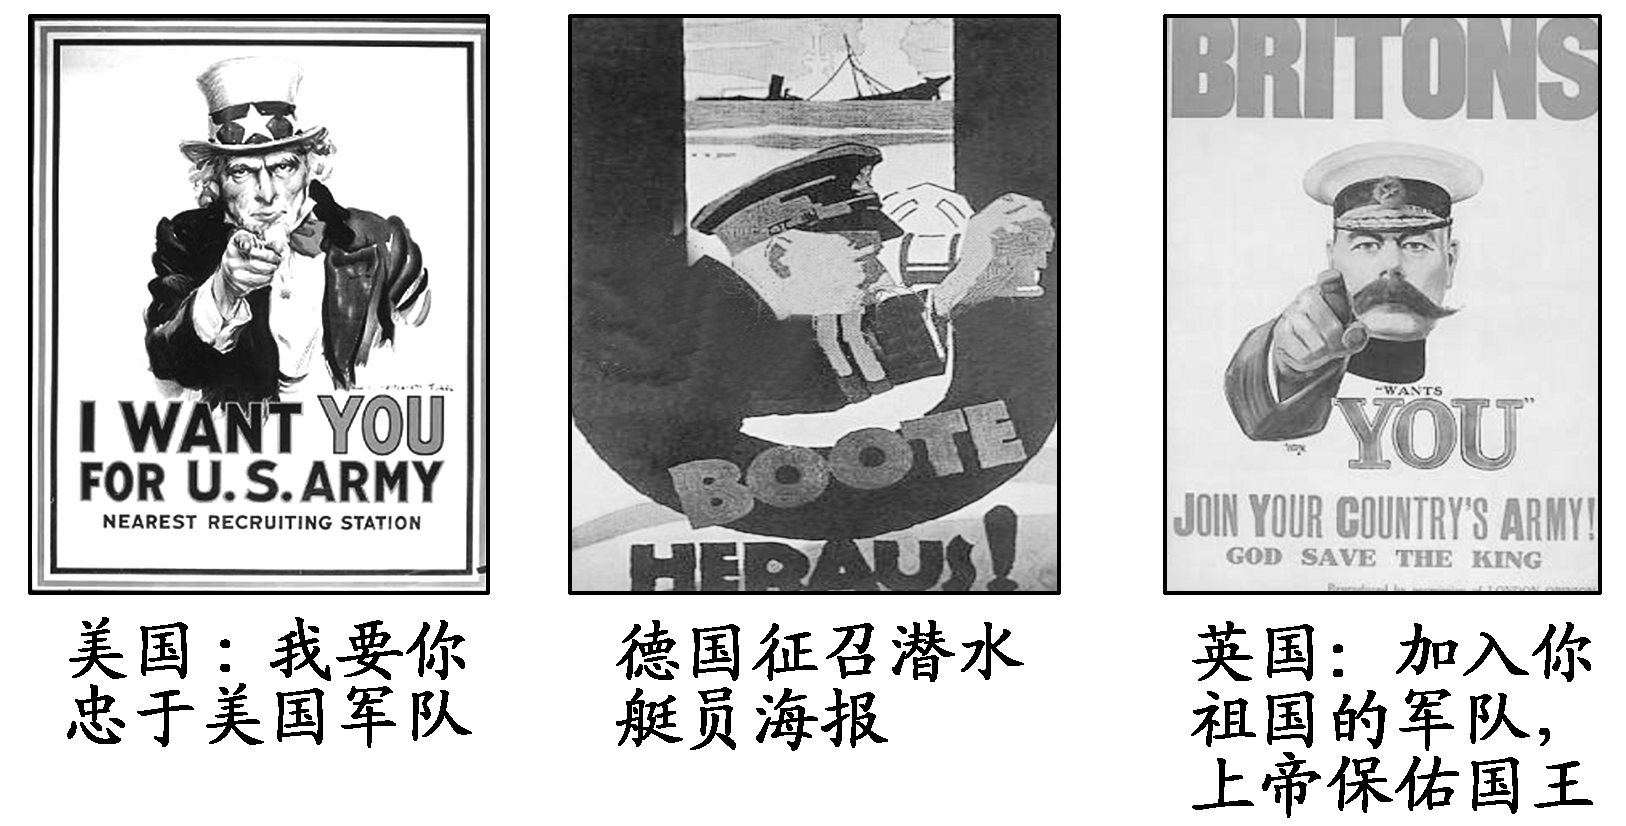 I WANT YOU
FOR U.S. ARMY
NEAREST RECRUITING STATION
美国：我要你
忠于美国军队
BOOTE
HERAUS!
德国征召潜水
艇员海报
BRITONS
"WANTS
YOU"
JOIN YOUR COUNTRY'S ARMY!
GOD SAVE THE KING
英国：加入你
祖国的军队，
上帝保佑国王